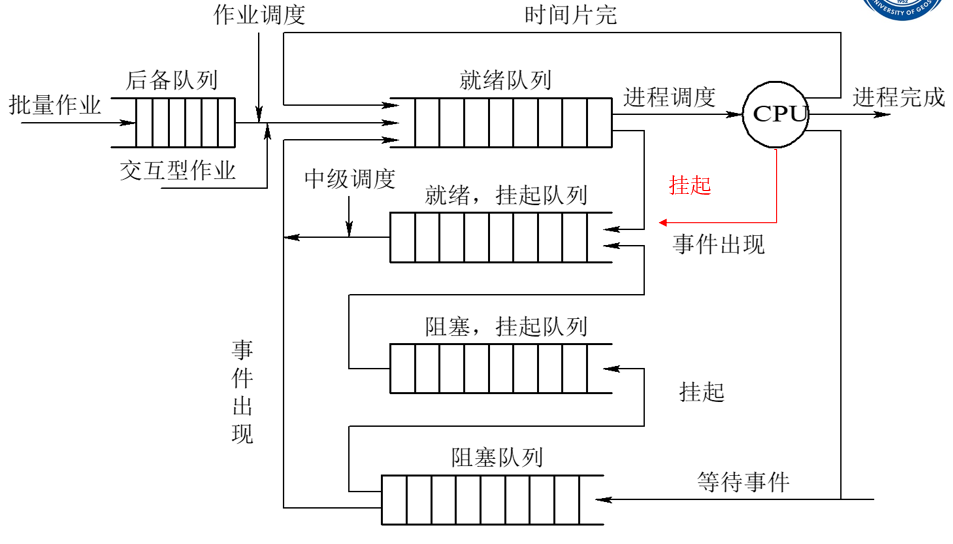 作业调度
时间片完
1952
UNIVERSITY OF GEOS
后备队列
就绪队列
批量作业
进程调度
CPU
进程完成
交互型作业
中级调度
就绪，挂起队列
挂起
事件出现
阻塞，挂起队列
事件出现
挂起
阻塞队列
等待事件